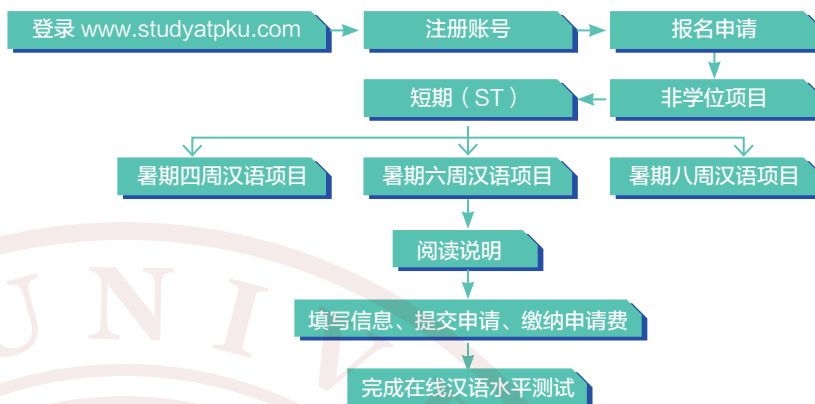 登录 www.studyatpku.com
注册账号
报名申请
非学位项目
短期（ST）
暑期四周汉语项目
暑期六周汉语项目
暑期八周汉语项目
阅读说明
填写信息、提交申请、缴纳申请费
完成在线汉语水平测试
UNIV